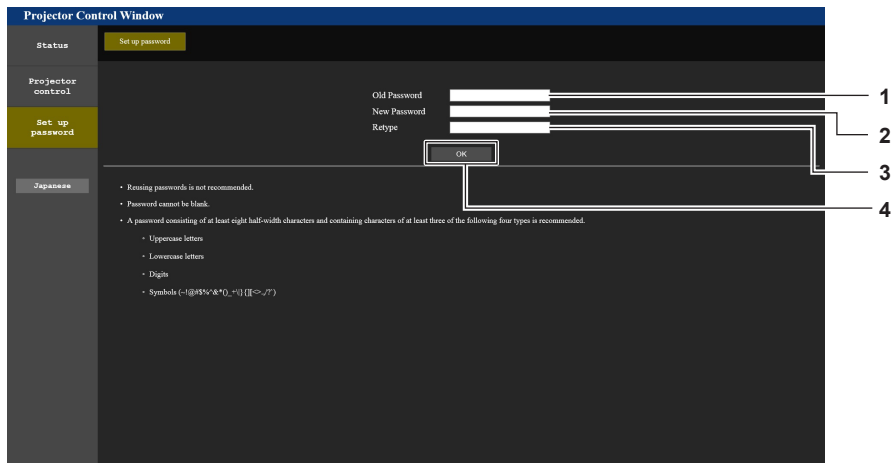 Projector Control Window
Status
Set up password
Projector
control
Set up
password
Japanese
Old Password
New Password
Retype
OK
1
2
3
4
• Reusing passwords is not recommended.
• Password cannot be blank.
• A password consisting of at least eight half-width characters and containing characters of at least three of the following four types is recommended.
• Uppercase letters
• Lowercase letters
• Digits
• Symbols (~!@#$%^&*()_+\|}{][<>.,/?`)